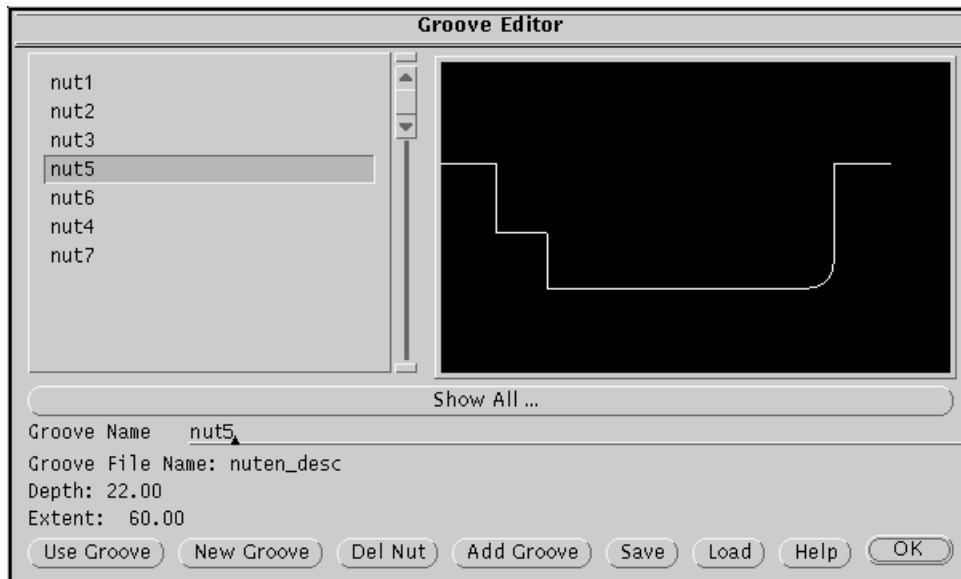 Groove Editor
nut1
nut2
nut3
nut5
nut6
nut4
nut7
Show All ...
Groove Name nut5
Groove File Name: nuten_desc
Depth: 22.00
Extent: 60.00
Use Groove New Groove Del Nut Add Groove Save Load Help OK